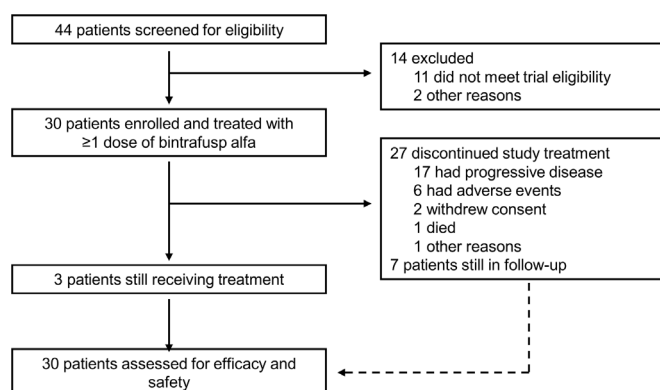 44 patients screened for eligibility
14 excluded
11 did not meet trial eligibility
2 other reasons
30 patients enrolled and treated with
≥1 dose of bintrafusp alfa
27 discontinued study treatment
17 had progressive disease
6 had adverse events
2 withdrew consent
1 died
1 other reasons
7 patients still in follow-up
3 patients still receiving treatment
30 patients assessed for efficacy and
safety